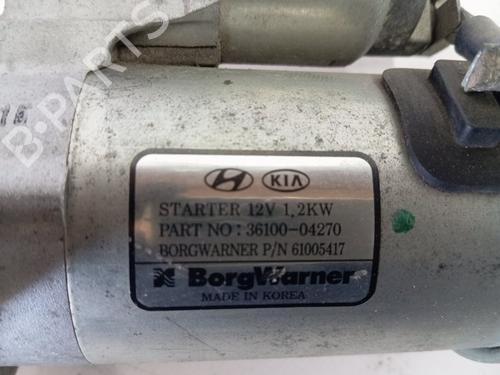 B-PARTS
KIA
STARTER 12V 1.2KW
PART NO : 36100-04270
BORGWARNER P/N 61005417
BorgWarner
MADE IN KOREA